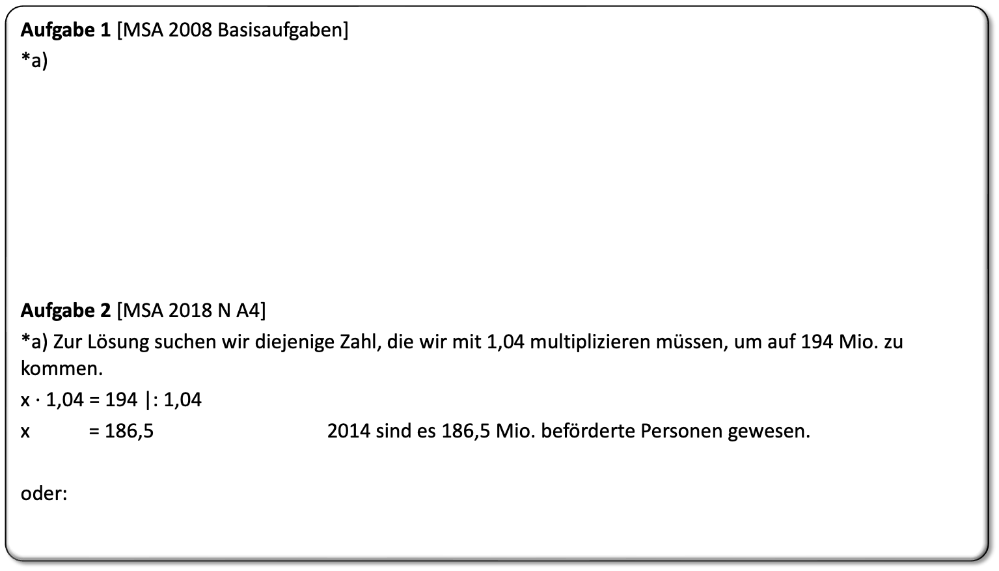 Aufgabe 1 [MSA 2008 Basisaufgaben]
*a)
Aufgabe 2 [MSA 2018 N A4]
*a) Zur Lösung suchen wir diejenige Zahl, die wir mit 1,04 multiplizieren müssen, um auf 194 Mio. zu
kommen.
x · 1,04 = 194 |: 1,04
x = 186,5 2014 sind es 186,5 Mio. beförderte Personen gewesen.
oder: